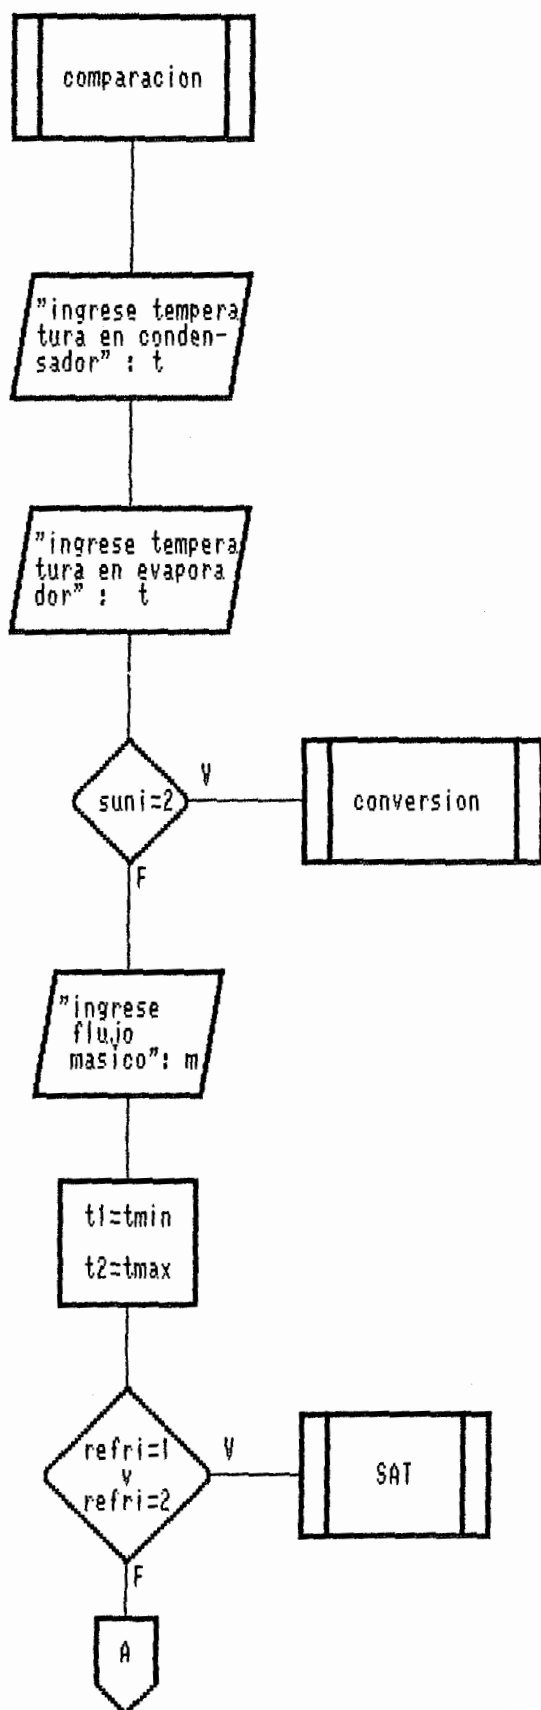 comparacion
"ingrese tempera
tura en conden-
sador" : t
"ingrese tempera
tura en evapora
dor" : t
suni=2
V
conversion
F
"ingrese
flujo
masico": m
t1=tmin
t2=tmax
refri=1
v
refri=2
V
SAT
F
A